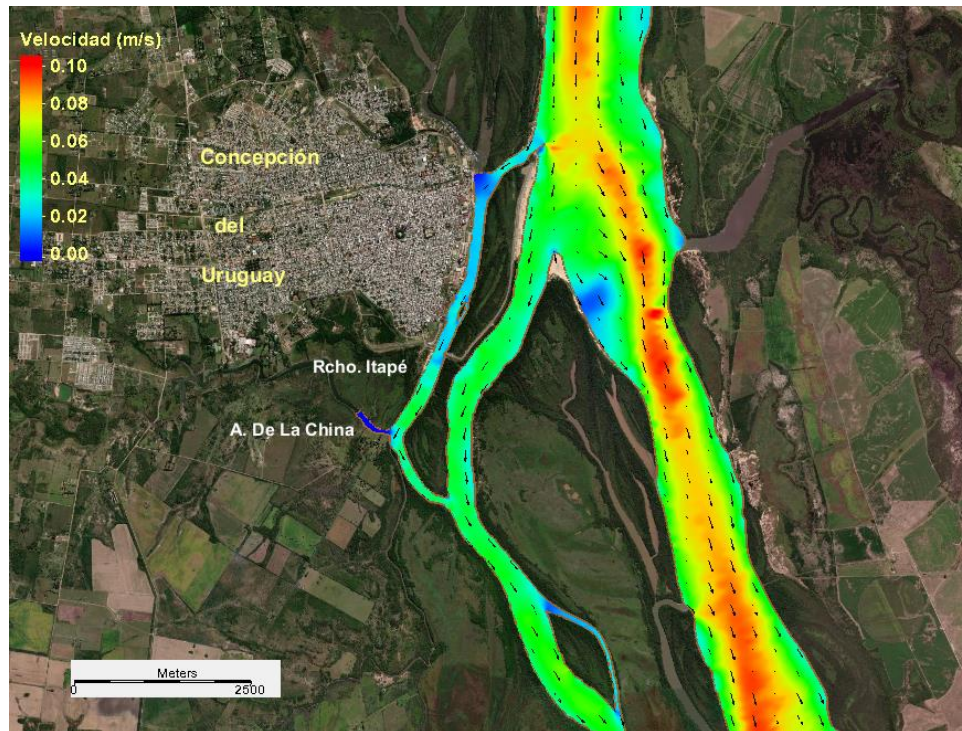 Velocidad (m/s)
0.10
0.08
0.06
0.04
0.02
0.00
Concepción
del
Uruguay
Rcho. Itapé
A. De La China
Meters
0 2500